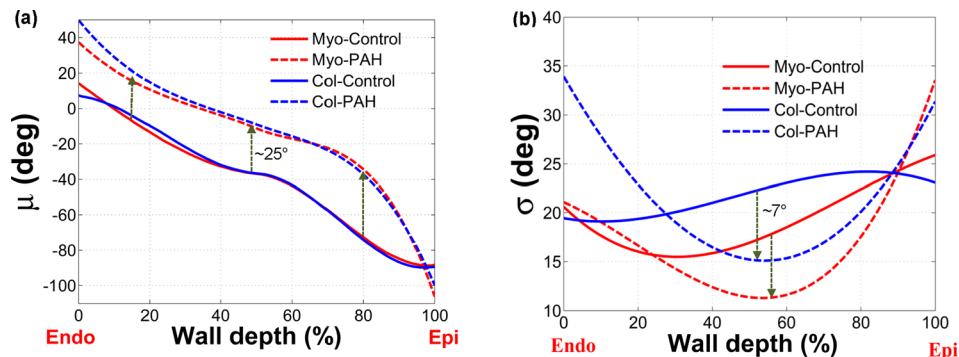 (a)
40
20
0
-20
-40
-60
-80
-100
μ (deg)
Myo-Control
Myo-PAH
Col-Control
Col-PAH
~25°
0 20 40 60 80 100
Endo Wall depth (%) Epi
(b)
40
35
30
25
20
15
10
σ (deg)
Myo-Control
Myo-PAH
Col-Control
Col-PAH
~7°
0 20 40 60 80 100
Endo Wall depth (%) Epi